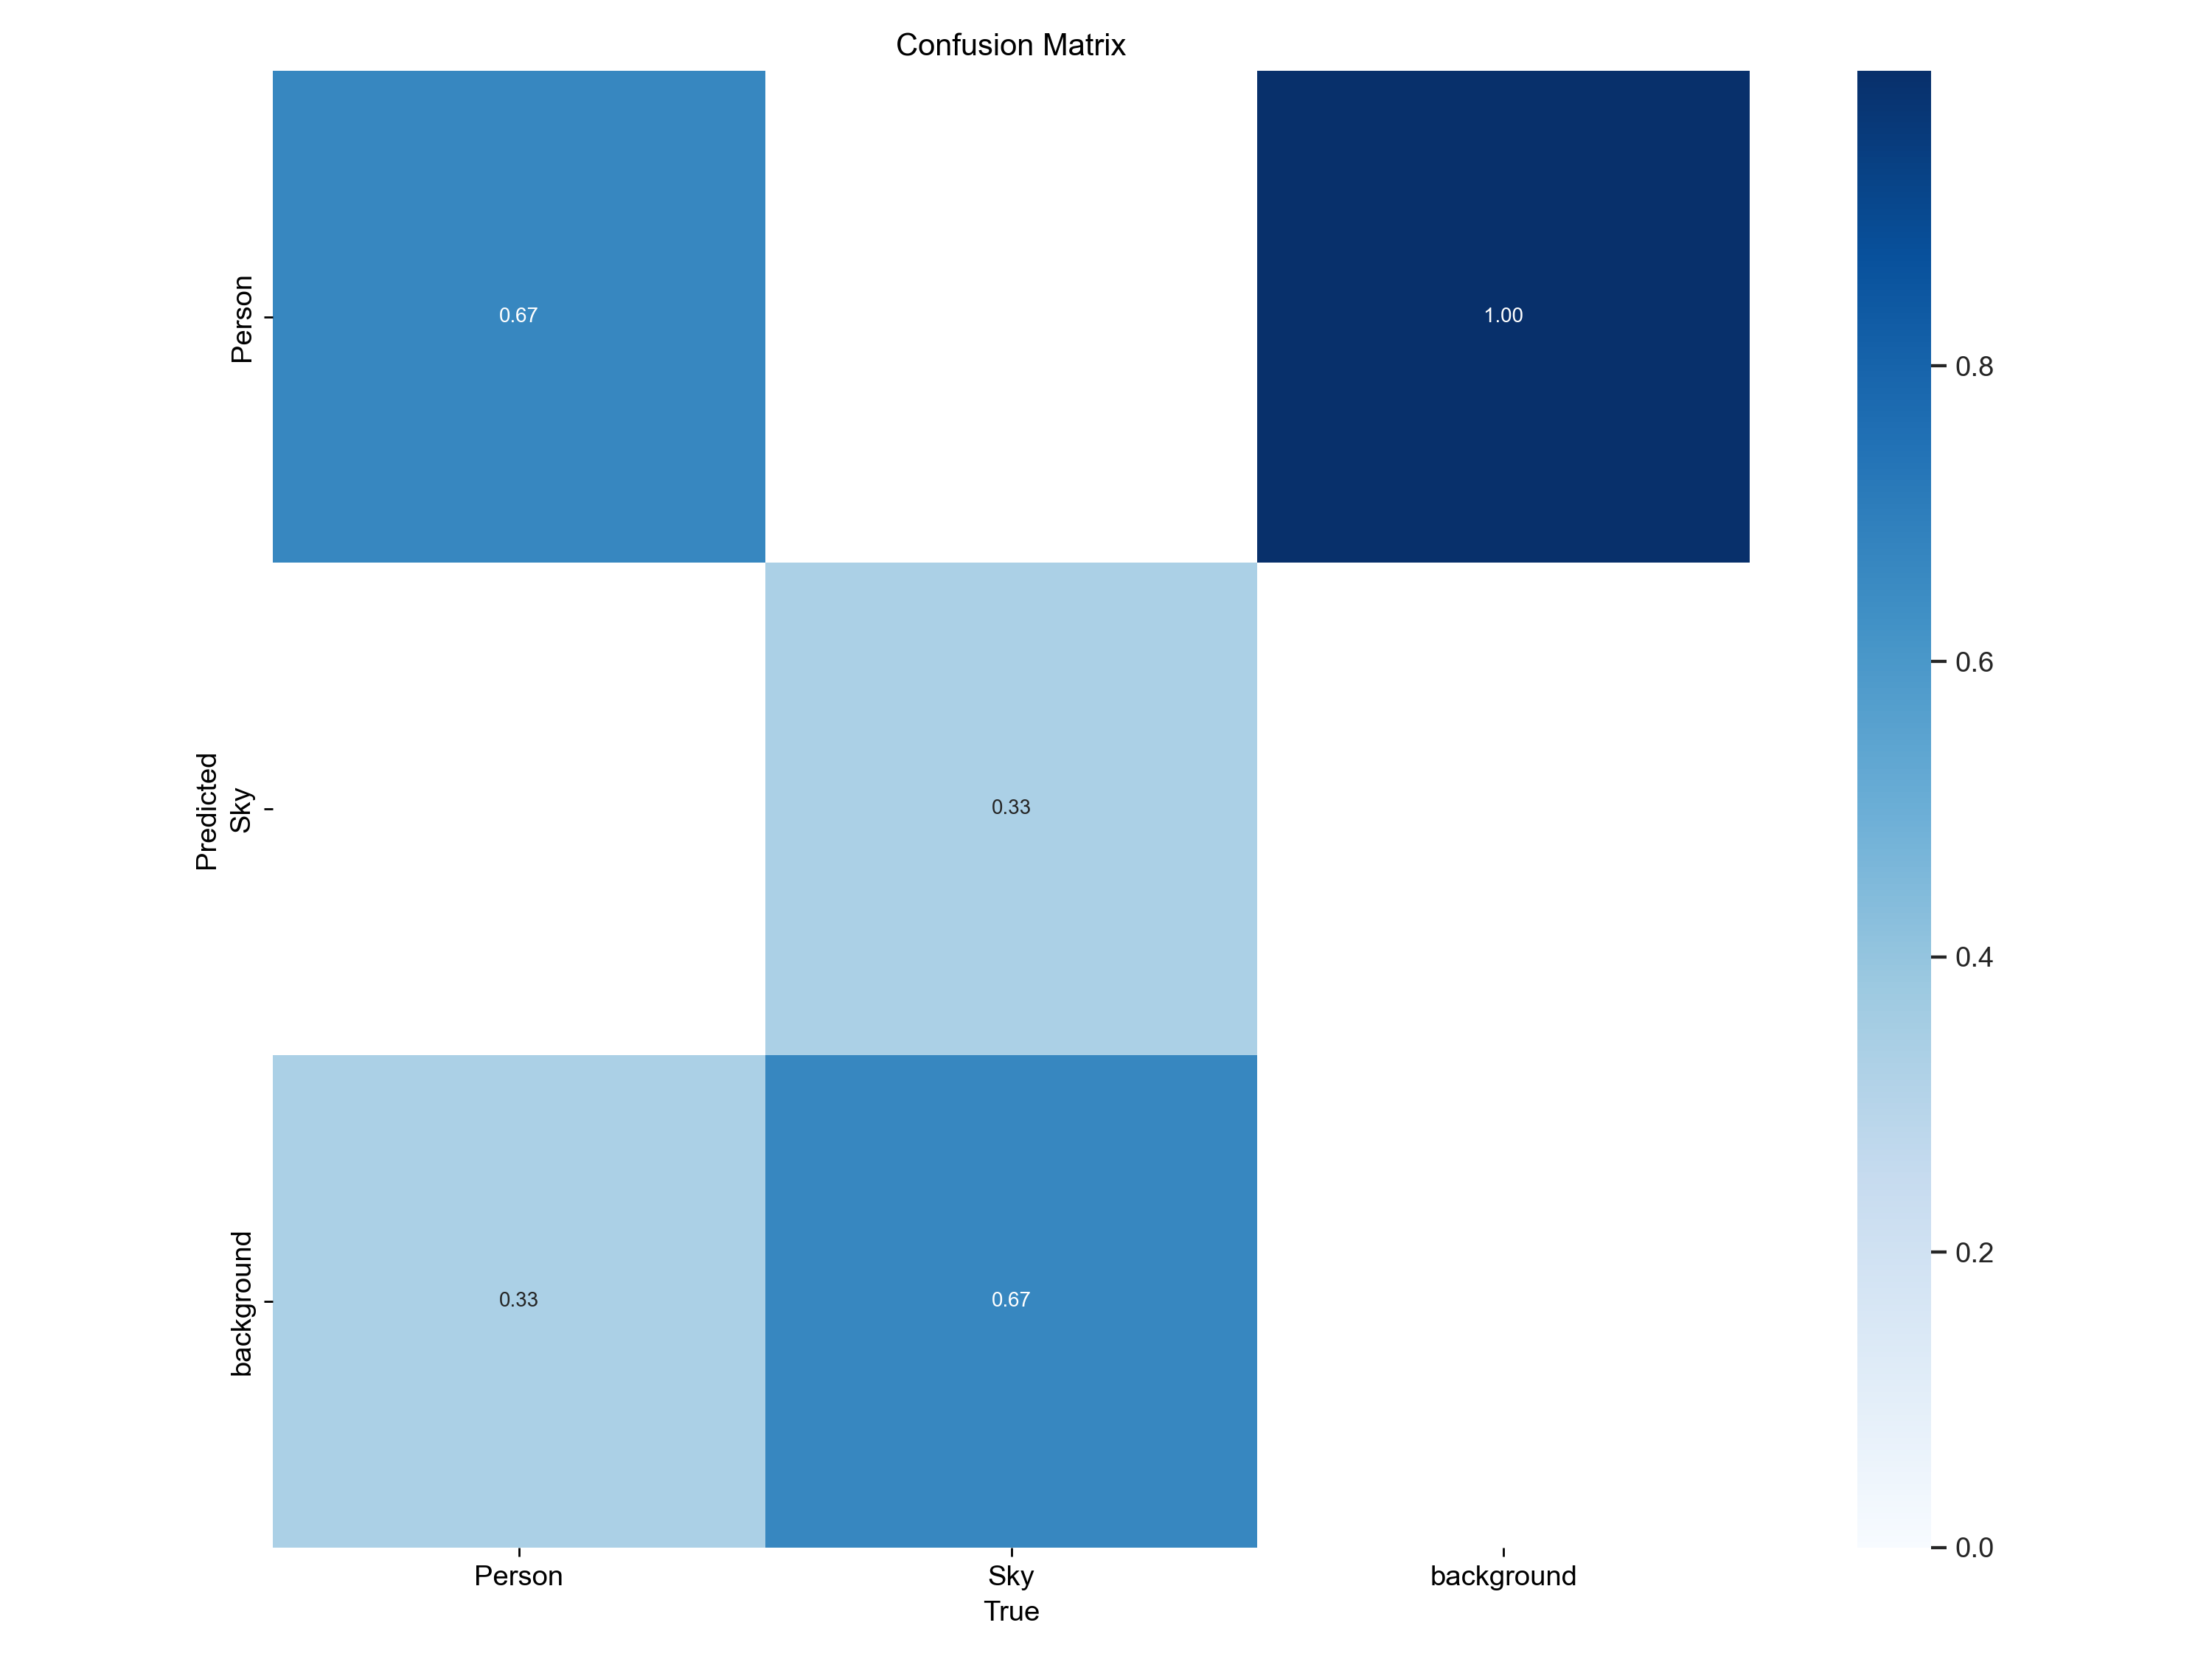 Confusion Matrix
Person
0.67
1.00
0.8
0.6
Predicted
Sky
0.33
0.4
background
0.33
0.67
0.2
0.0
Person
Sky
background
True